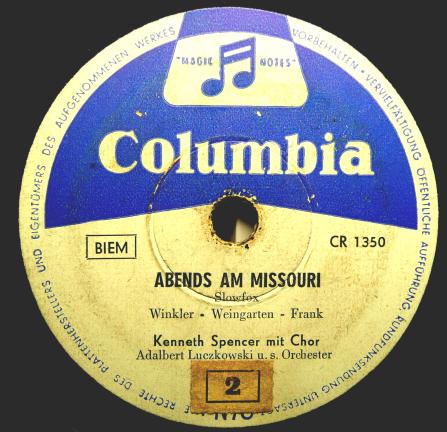 "MAGIC NOTES"
Columbia
BIEM
CR 1350
ABENDS AM MISSOURI
Slowfox
Winkler - Weingarten - Frank
Kenneth Spencer mit Chor
Adalbert Luczkowski u. s. Orchester
2
RECHTE DES PLATTENHERSTELLERS UND EIGENTÜMERS DES AUFGENOMMENEN WERKES VORBEHALTEN • VERVIELFÄLTIGUNG ÖFFENTLICHE AUFFÜHRUNG RUNDFUNKSENDUNG UNTERSAGT